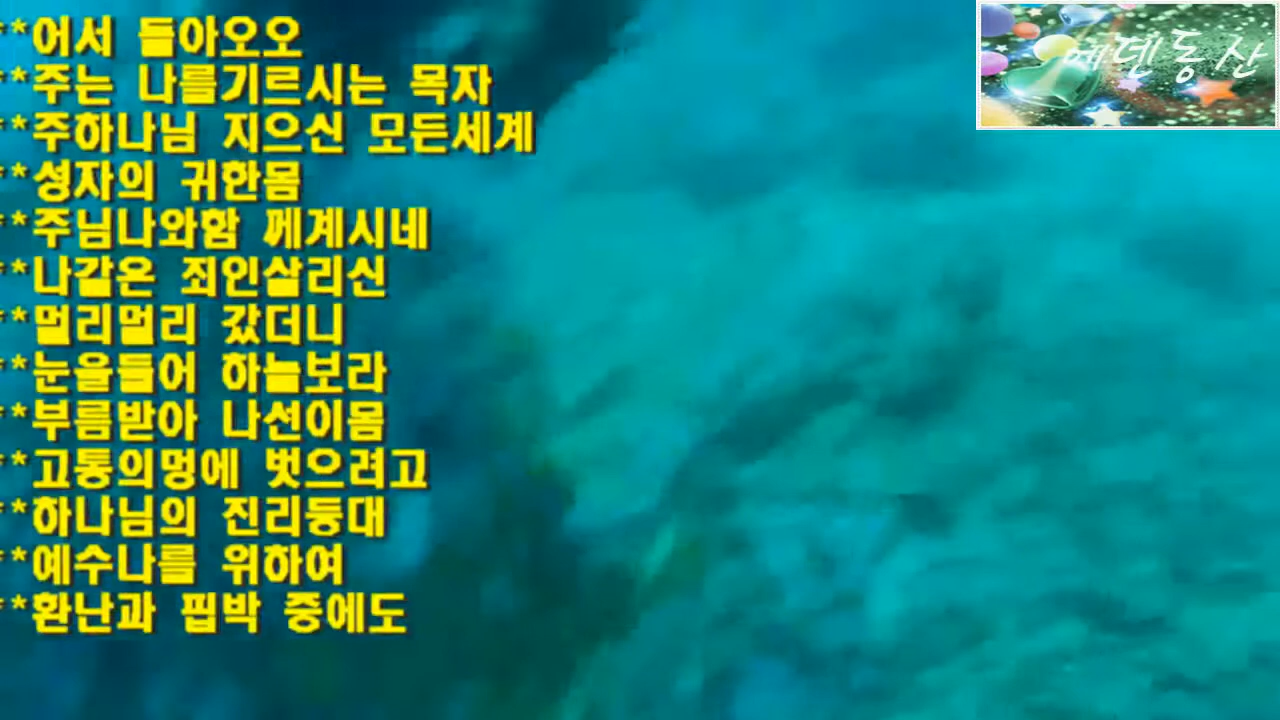 **어서 돌아오오
**주는 나를기르시는 목자
**주하나님 지으신 모든세계
**성자의 귀한몸
**주님나와함 께계시네
**나같은 죄인살리신
**멀리멀리 갔더니
**눈을들어 하늘보라
**부름받아 나선이몸
**고통의멍에 벗으려고
**하나님의 진리등대
**예수나를 위하여
**환난과 핍박 중에도
에덴동산